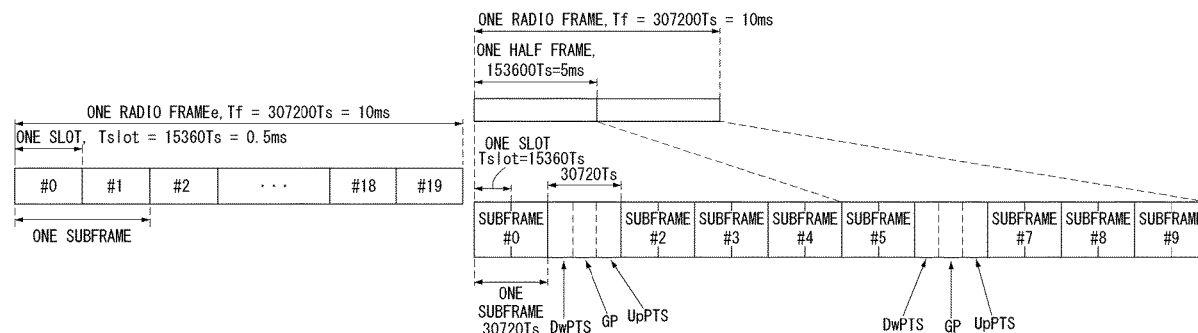 ONE RADIO FRAMEe, Tf = 307200Ts = 10ms
ONE SLOT, Tslot = 15360Ts = 0.5ms
#0 #1 #2 ··· #18 #19
ONE SUBFRAME
ONE RADIO FRAME, Tf = 307200Ts = 10ms
ONE HALF FRAME,
153600Ts=5ms
ONE SLOT
Tslot=15360Ts
30720Ts
SUBFRAME SUBFRAME SUBFRAME SUBFRAME SUBFRAME SUBFRAME SUBFRAME SUBFRAME
#0 #2 #3 #4 #5 #7 #8 #9
ONE
SUBFRAME
30720Ts
DwPTS GP UpPTS
DwPTS GP UpPTS